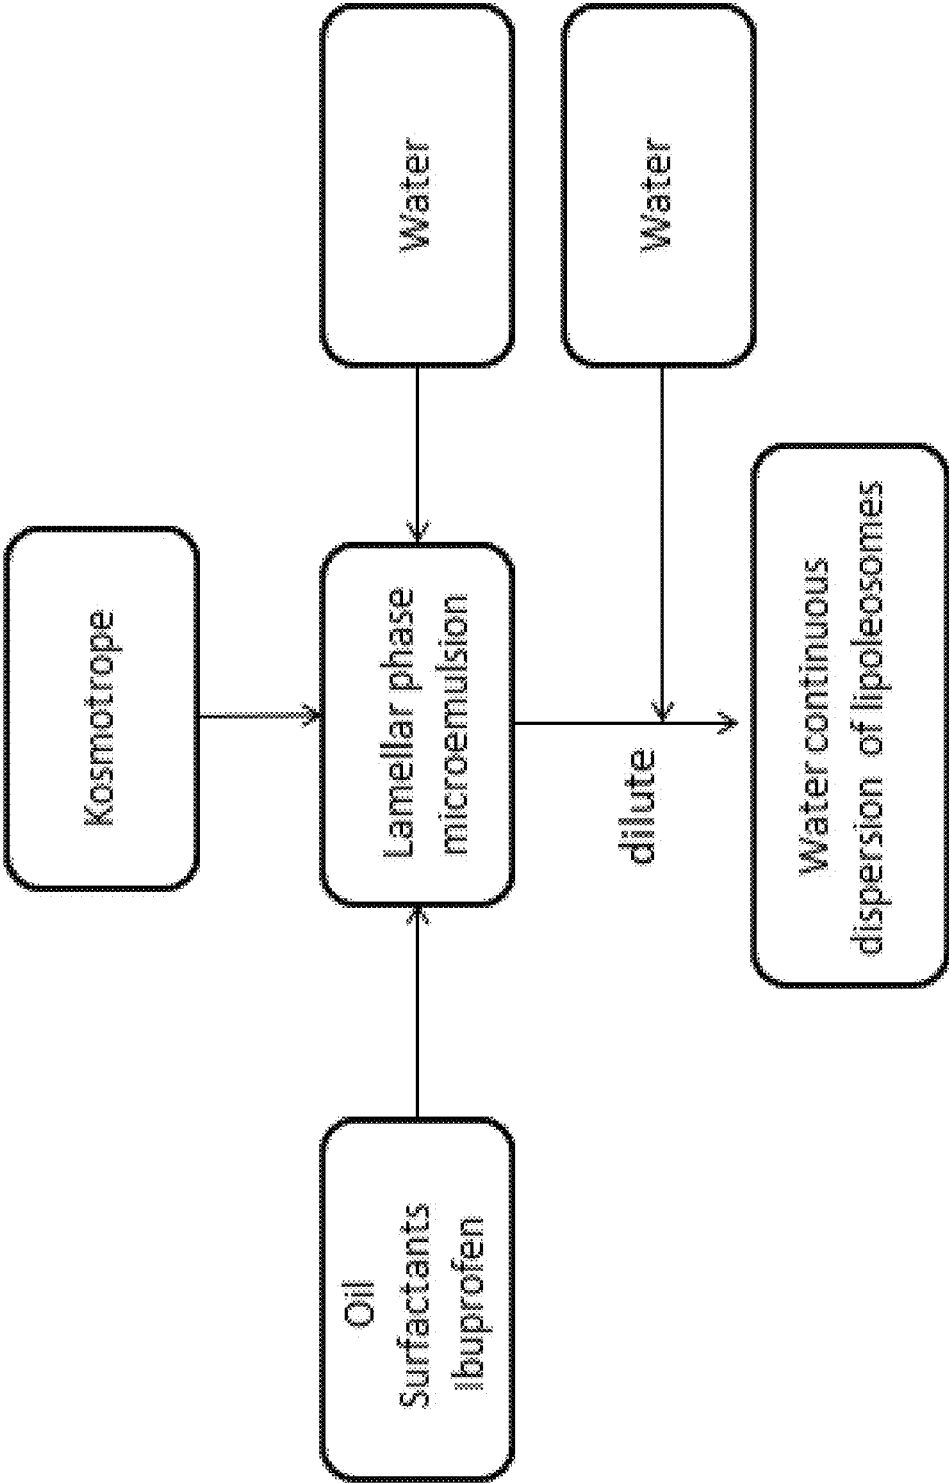 Kosmotrope
Oil
Surfactants
Ibuprofen
Lamellar phase
microemulsion
Water
dilute
Water
Water continuous
dispersion of lipoleosomes